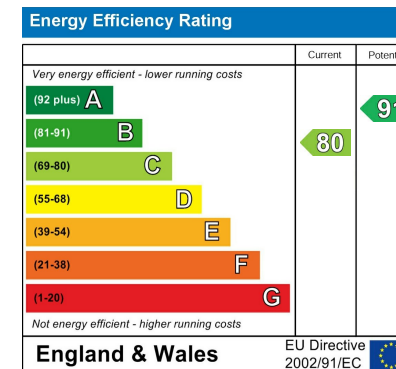 Energy Efficiency Rating
Current Potent
Very energy efficient - lower running costs
(92 plus) A
(81-91) B
(69-80) C
(55-68) D
(39-54) E
(21-38) F
(1-20) G
80
91
Not energy efficient - higher running costs
England & Wales
EU Directive
2002/91/EC